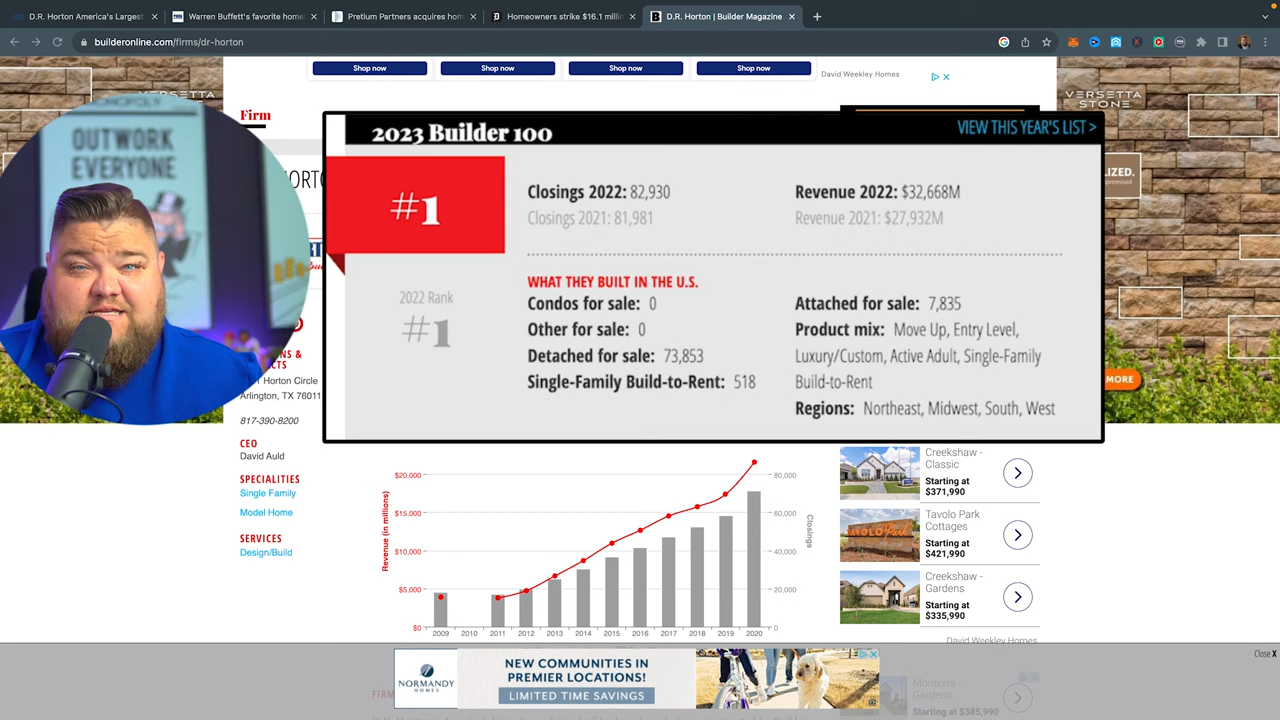 D.R. Horton America's Largest
Warren Buffett's favorite home
Pretium Partners acquires hom
Homeowners strike $16.1 milli
D.R. Horton | Builder Magazine
builderonline.com/firms/dr-horton
Shop now
Shop now
Shop now
Shop now
David Weekley Homes
VERSETTA
STONE
MONOPOLY
OUTWORK
EVERYONE
Firm
2023 Builder 100
VIEW THIS YEAR'S LIST >
#1
Closings 2022: 82,930
Closings 2021: 81,981
Revenue 2022: $32,668M
Revenue 2021: $27,932M
2022 Rank
#1
WHAT THEY BUILT IN THE U.S.
Condos for sale: 0
Other for sale: 0
Detached for sale: 73,853
Single-Family Build-to-Rent: 518
Attached for sale: 7,835
Product mix: Move Up, Entry Level,
Luxury/Custom, Active Adult, Single-Family
Build-to-Rent
Regions: Northeast, Midwest, South, West
MORE
Horton Circle
Arlington, TX 76011
817-390-8200
CEO
David Auld
SPECIALITIES
Single Family
Model Home
SERVICES
Design/Build
Revenue (in millions)
$20,000
$15,000
$10,000
$5,000
$0
80,000
60,000
40,000
20,000
0
Closings
2009 2010 2011 2012 2013 2014 2015 2016 2017 2018 2019 2020
Creekshaw -
Classic
Starting at
$371,990
Tavolo Park
Cottages
Starting at
$421,990
Creekshaw -
Gardens
Starting at
$335,990
David Weekley Homes
Close X
NORMANDY
HOMES
NEW COMMUNITIES IN
PREMIER LOCATIONS!
LIMITED TIME SAVINGS
Monterra -
Gardens
Starting at $385,990